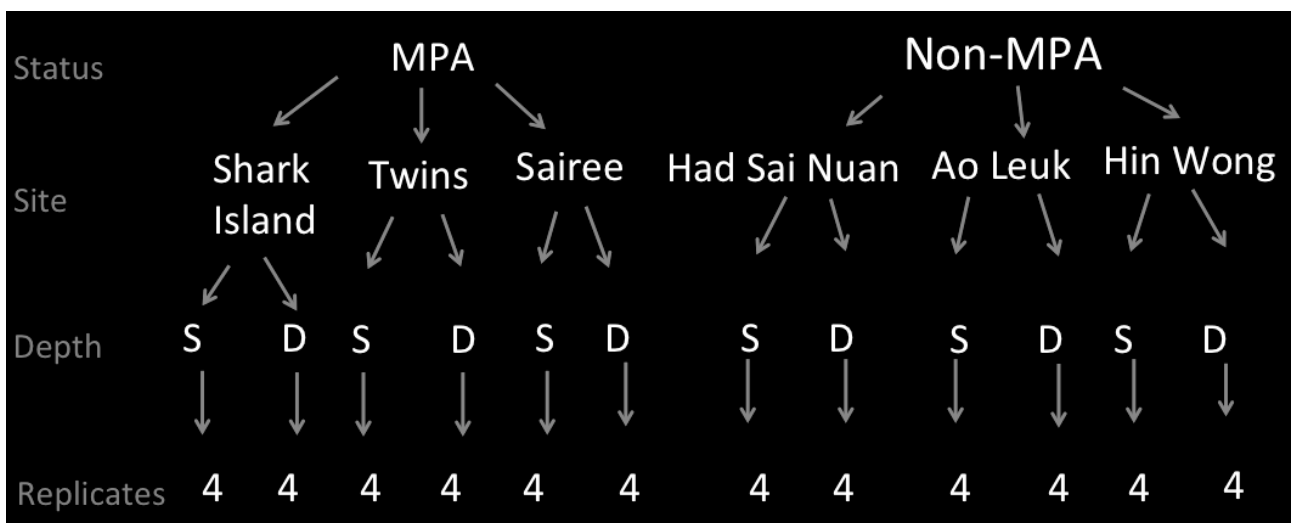 Status MPA Non-MPA
Site Shark Island Twins Sairee Had Sai Nuan Ao Leuk Hin Wong
Depth S D S D S D S D S D S D
Replicates 4 4 4 4 4 4 4 4 4 4 4 4